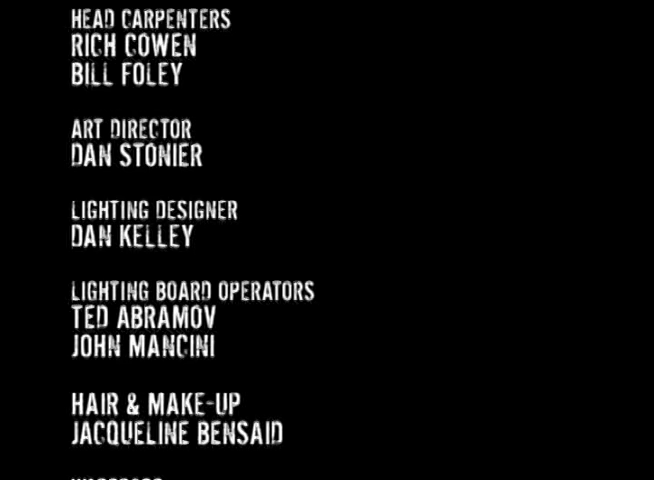 HEAD CARPENTERS
RICH COWEN
BILL FOLEY
ART DIRECTOR
DAN STONIER
LIGHTING DESIGNER
DAN KELLEY
LIGHTING BOARD OPERATORS
TED ABRAMOV
JOHN MANCINI
HAIR & MAKE-UP
JACQUELINE BENSAID